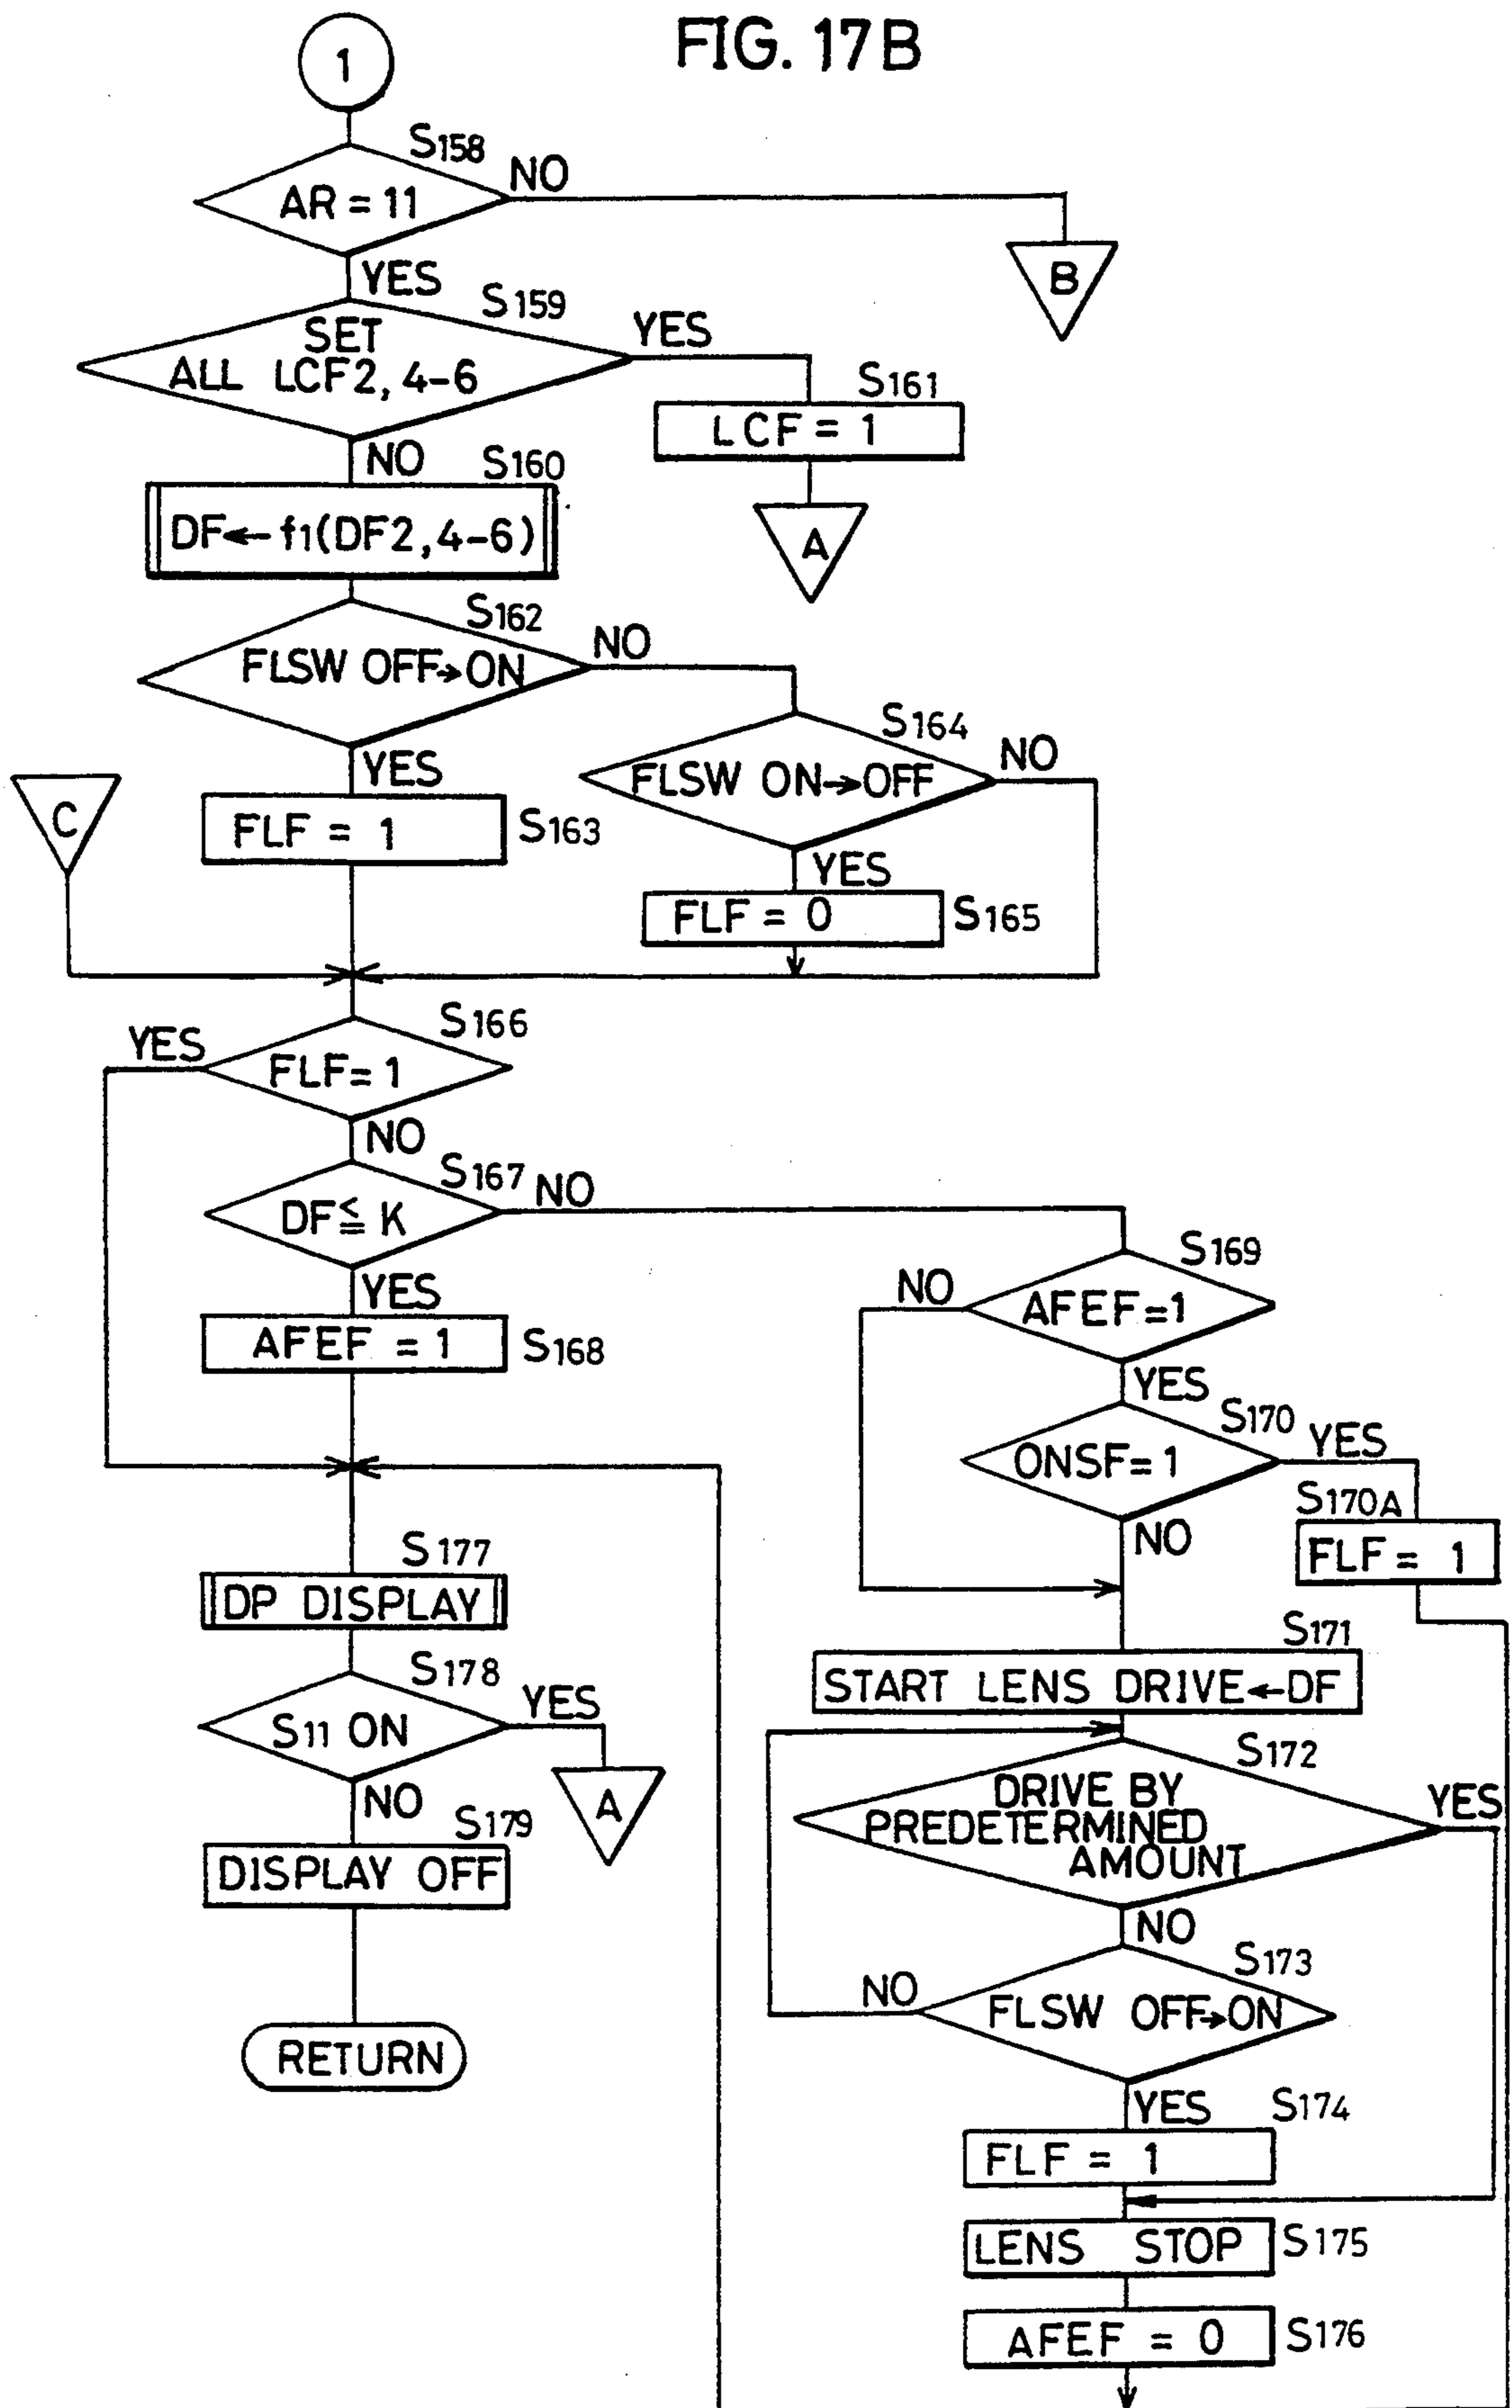 FIG. 17B
1
S158
AR = 11
NO
B
YES
S159
SET
ALL LCF2, 4-6
YES
S161
LCF = 1
A
NO
S160
DF←f1(DF2,4-6)
S162
FLSW OFF→ON
NO
S164
FLSW ON→OFF
NO
YES
C
FLF = 1
S163
YES
FLF = 0
S165
S166
YES
FLF=1
NO
S167
DF≦K
NO
S169
NO
AFEF=1
YES
AFEF = 1
S168
YES
S170
ONSF=1
YES
S170A
FLF = 1
NO
S177
DP DISPLAY
S171
START LENS DRIVE←DF
S178
S11 ON
YES
A
S172
DRIVE BY
PREDETERMINED
AMOUNT
YES
NO
S179
DISPLAY OFF
NO
S173
NO
FLSW OFF→ON
RETURN
YES
S174
FLF = 1
LENS STOP
S175
AFEF = 0
S176